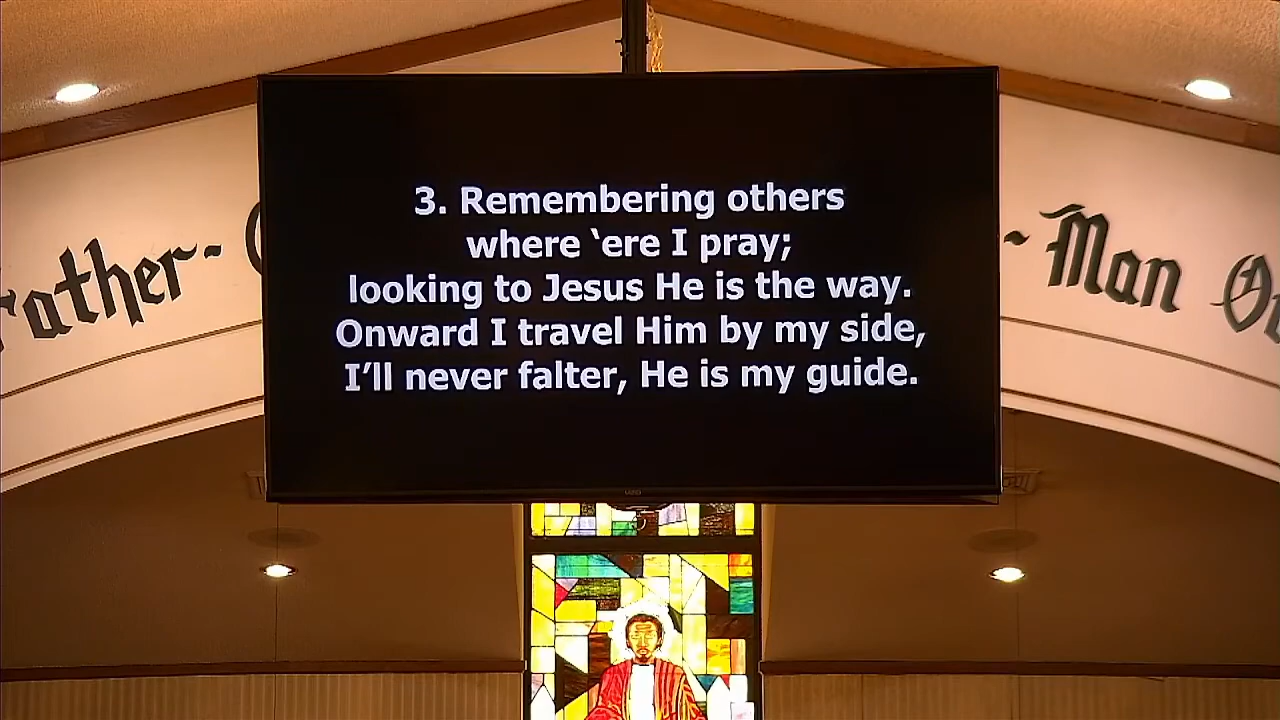 3. Remembering others
where ‘ere I pray;
looking to Jesus He is the way.
Onward I travel Him by my side,
I’ll never falter, He is my guide.
Man